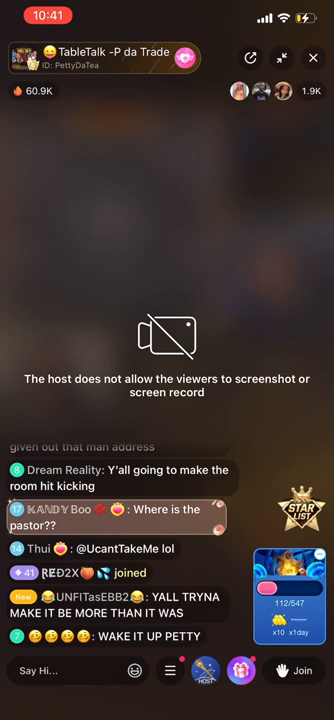 10:41
😛TableTalk -P da Trade
ID: PettyDaTea
🔥 60.9K
1.9K
The host does not allow the viewers to screenshot or
screen record
given out that man address
8 Dream Reality: Y'all going to make the
room hit kicking
17 𝕂𝔸ℕ𝔻𝕐 Boo 💋 😍 : Where is the
pastor??
14 Thui 😍 : @UcantTakeMe lol
41 ɌɆĐ2X🍑💦 joined
New 😂UNFITasEBB2😂: YALL TRYNA
MAKE IT BE MORE THAN IT WAS
7 🥴🥴🥴🥴: WAKE IT UP PETTY
STAR
LIST
112/547
x10 x1day
Say Hi...
HOST
Join